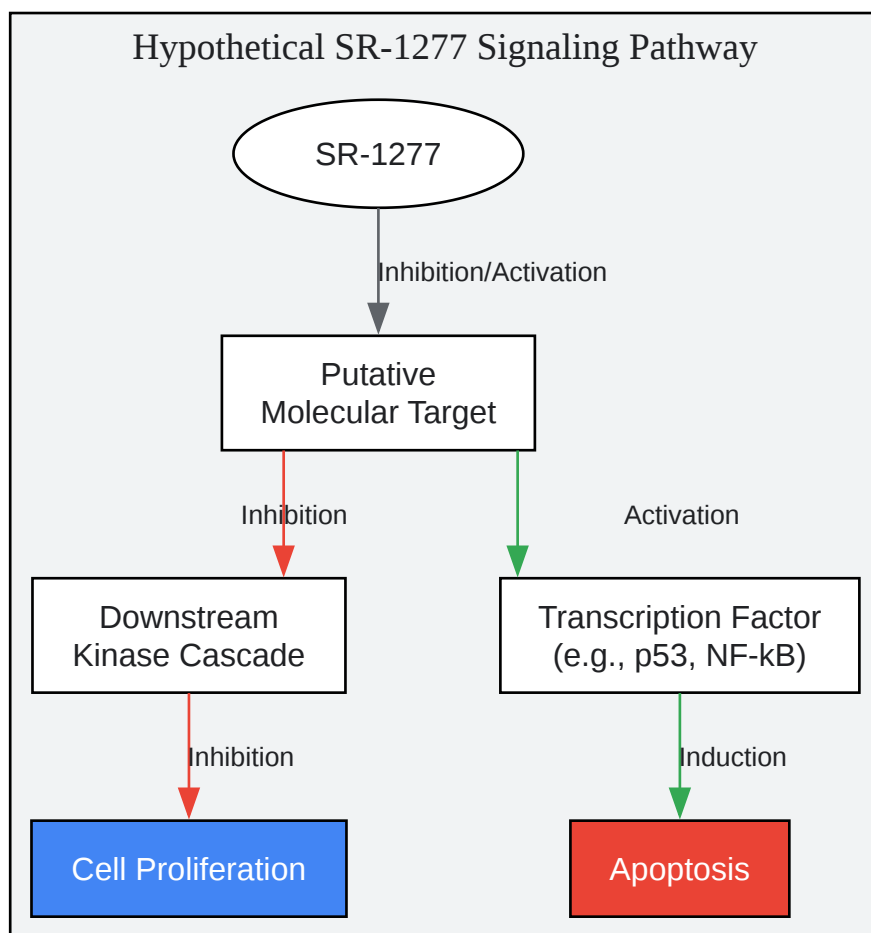 Hypothetical SR-1277 Signaling Pathway
SR-1277
Inhibition/Activation
Putative
Molecular Target
Inhibition
Activation
Downstream
Kinase Cascade
Transcription Factor
(e.g., p53, NF-kB)
Inhibition
Induction
Cell Proliferation
Apoptosis